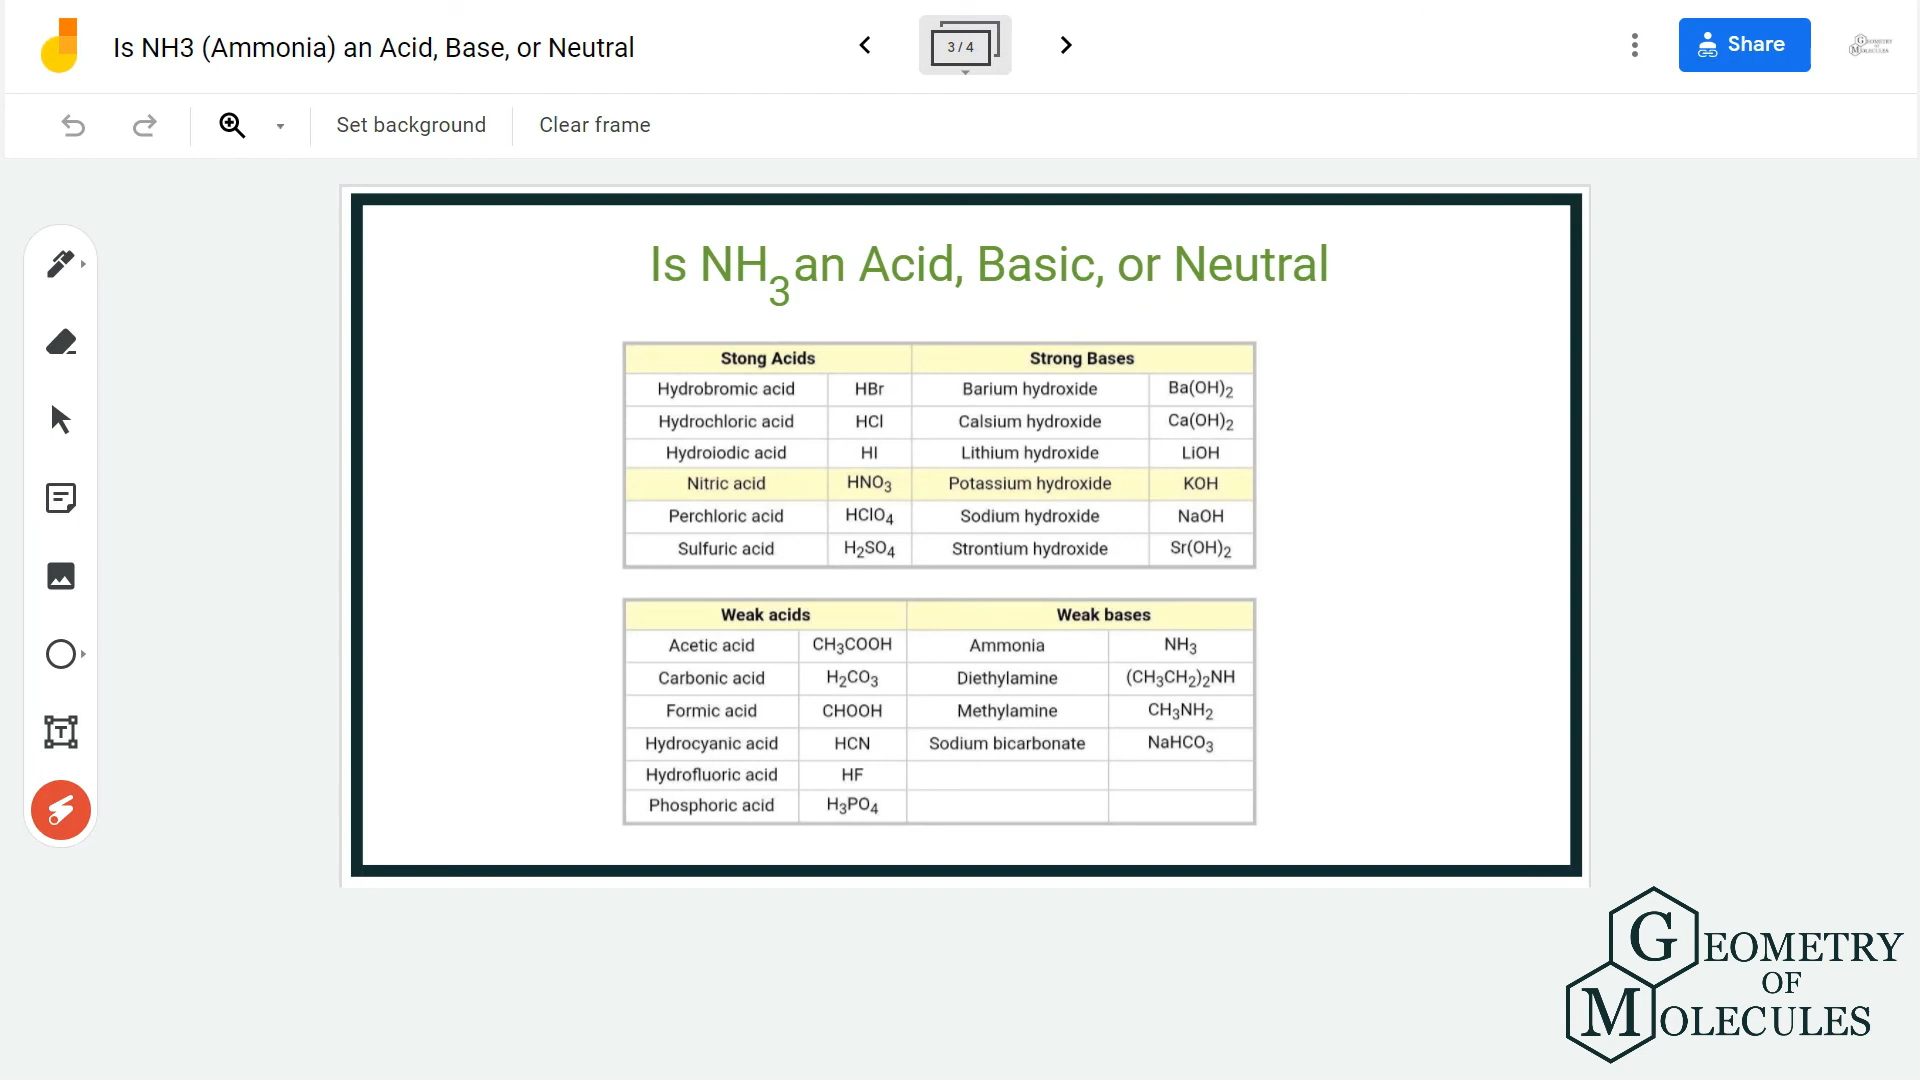 Is NH3 (Ammonia) an Acid, Base, or Neutral
3 / 4
Share
Set background
Clear frame
Is NH3 an Acid, Basic, or Neutral
Stong Acids Strong Bases
Hydrobromic acid HBr Barium hydroxide Ba(OH)2
Hydrochloric acid HCl Calsium hydroxide Ca(OH)2
Hydroiodic acid HI Lithium hydroxide LiOH
Nitric acid HNO3 Potassium hydroxide KOH
Perchloric acid HClO4 Sodium hydroxide NaOH
Sulfuric acid H2SO4 Strontium hydroxide Sr(OH)2
Weak acids Weak bases
Acetic acid CH3COOH Ammonia NH3
Carbonic acid H2CO3 Diethylamine (CH3CH2)2NH
Formic acid CHOOH Methylamine CH3NH2
Hydrocyanic acid HCN Sodium bicarbonate NaHCO3
Hydrofluoric acid HF
Phosphoric acid H3PO4
GEOMETRY
OF
MOLECULES